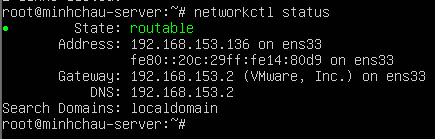 root@minhchau-server:~# networkctl status
● State: routable
Address: 192.168.153.136 on ens33
fe80::20c:29ff:fe14:80d9 on ens33
Gateway: 192.168.153.2 (VMware, Inc.) on ens33
DNS: 192.168.153.2
Search Domains: localdomain
root@minhchau-server:~#